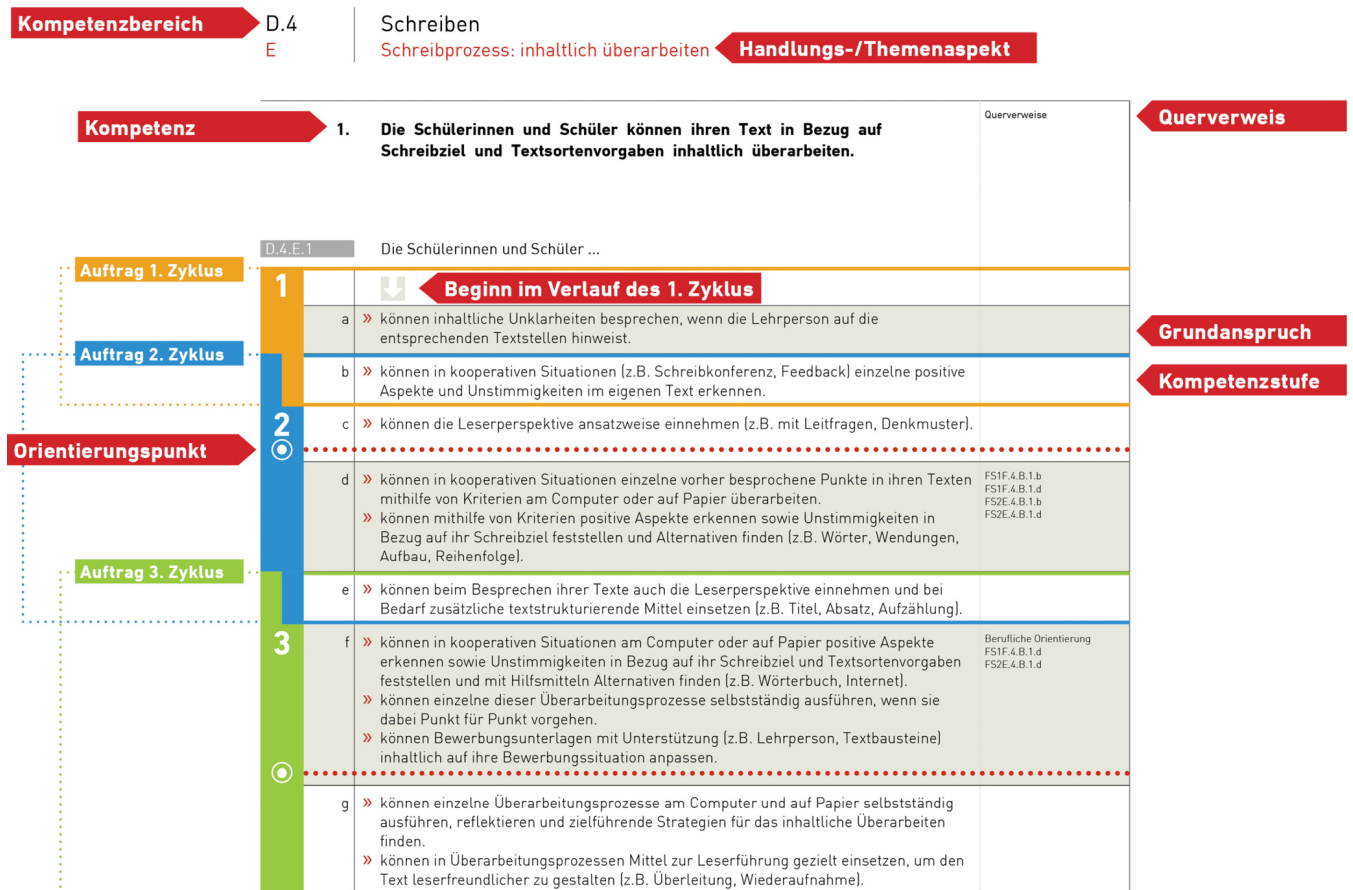 Kompetenzbereich
D.4
Schreiben
E
Schreibprozess: inhaltlich überarbeiten
Handlungs-/Themenaspekt
Kompetenz
1.
Die Schülerinnen und Schüler können ihren Text in Bezug auf
Schreibziel und Textsortenvorgaben inhaltlich überarbeiten.
Querverweise
Querverweis
D.4.E.1
Die Schülerinnen und Schüler ...
Auftrag 1. Zyklus
1
Beginn im Verlauf des 1. Zyklus
a
» können inhaltliche Unklarheiten besprechen, wenn die Lehrperson auf die
entsprechenden Textstellen hinweist.
Grundanspruch
Auftrag 2. Zyklus
b
» können in kooperativen Situationen (z.B. Schreibkonferenz, Feedback) einzelne positive
Aspekte und Unstimmigkeiten im eigenen Text erkennen.
Kompetenzstufe
2
c
» können die Leserperspektive ansatzweise einnehmen (z.B. mit Leitfragen, Denkmuster).
Orientierungspunkt
d
» können in kooperativen Situationen einzelne vorher besprochene Punkte in ihren Texten
mithilfe von Kriterien am Computer oder auf Papier überarbeiten.
» können mithilfe von Kriterien positive Aspekte erkennen sowie Unstimmigkeiten in
Bezug auf ihr Schreibziel feststellen und Alternativen finden (z.B. Wörter, Wendungen,
Aufbau, Reihenfolge).
FS1F.4.B.1.b
FS1F.4.B.1.d
FS2E.4.B.1.b
FS2E.4.B.1.d
Auftrag 3. Zyklus
e
» können beim Besprechen ihrer Texte auch die Leserperspektive einnehmen und bei
Bedarf zusätzliche textstrukturierende Mittel einsetzen (z.B. Titel, Absatz, Aufzählung).
3
f
» können in kooperativen Situationen am Computer oder auf Papier positive Aspekte
erkennen sowie Unstimmigkeiten in Bezug auf ihr Schreibziel und Textsortenvorgaben
feststellen und mit Hilfsmitteln Alternativen finden (z.B. Wörterbuch, Internet).
» können einzelne dieser Überarbeitungsprozesse selbstständig ausführen, wenn sie
dabei Punkt für Punkt vorgehen.
» können Bewerbungsunterlagen mit Unterstützung (z.B. Lehrperson, Textbausteine)
inhaltlich auf ihre Bewerbungssituation anpassen.
Berufliche Orientierung
FS1F.4.B.1.d
FS2E.4.B.1.d
g
» können einzelne Überarbeitungsprozesse am Computer und auf Papier selbstständig
ausführen, reflektieren und zielführende Strategien für das inhaltliche Überarbeiten
finden.
» können in Überarbeitungsprozessen Mittel zur Leserführung gezielt einsetzen, um den
Text leserfreundlicher zu gestalten (z.B. Überleitung, Wiederaufnahme).